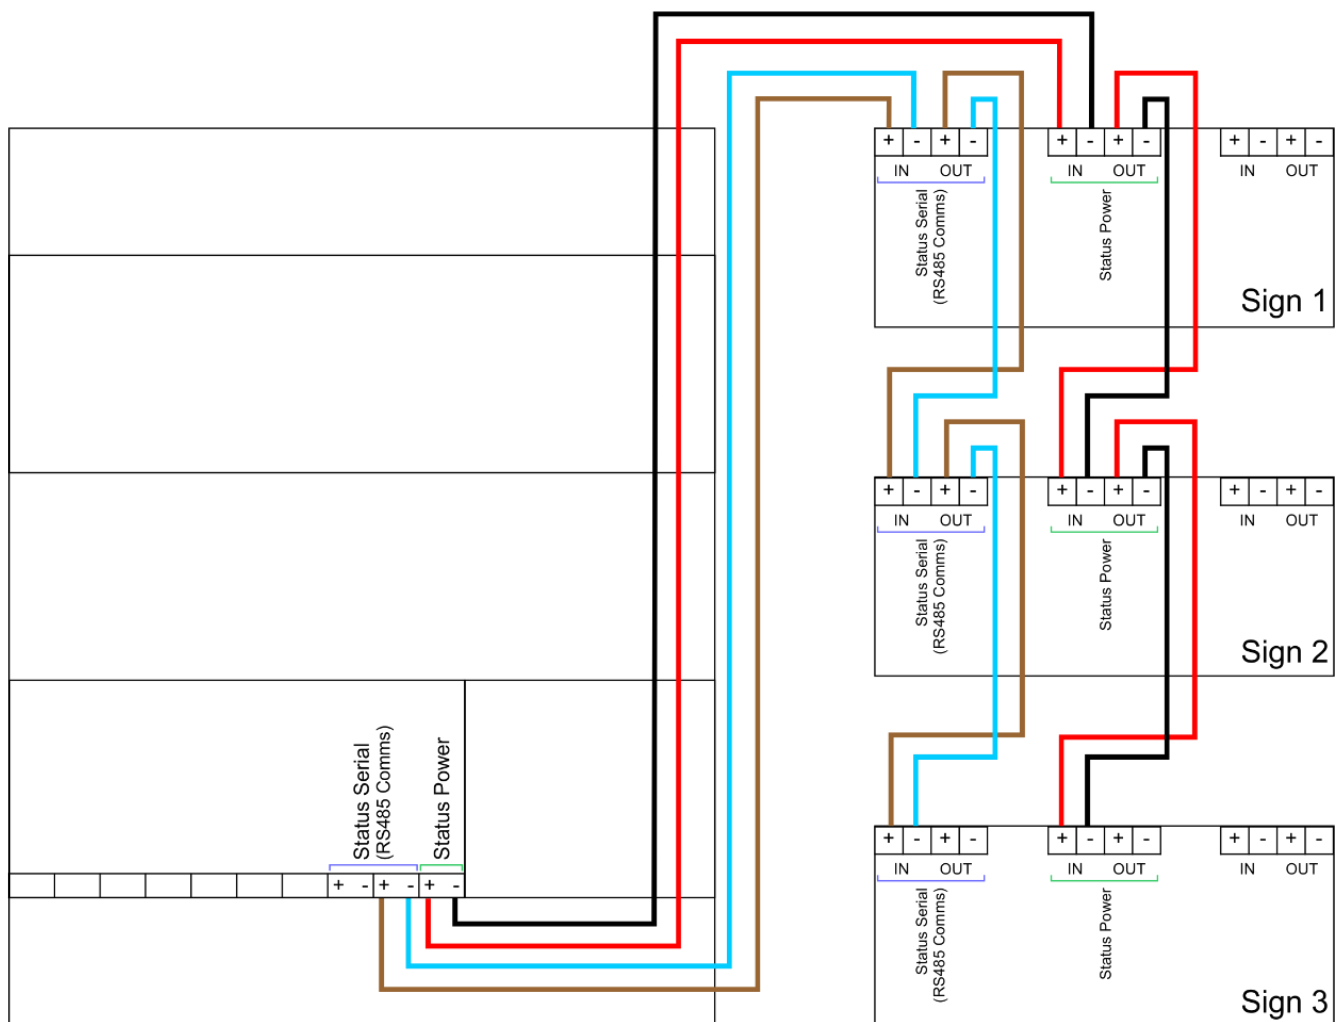 + - + - + - + - + - + -
IN OUT IN OUT IN OUT
Status Serial
(RS485 Comms)
Status Power
Sign 1
+ - + - + - + - + - + -
IN OUT IN OUT IN OUT
Status Serial
(RS485 Comms)
Status Power
Sign 2
Status Serial
(RS485 Comms)
Status Power
+ - + - + -
+ - + - + - + - + - + -
IN OUT IN OUT IN OUT
Status Serial
(RS485 Comms)
Status Power
Sign 3